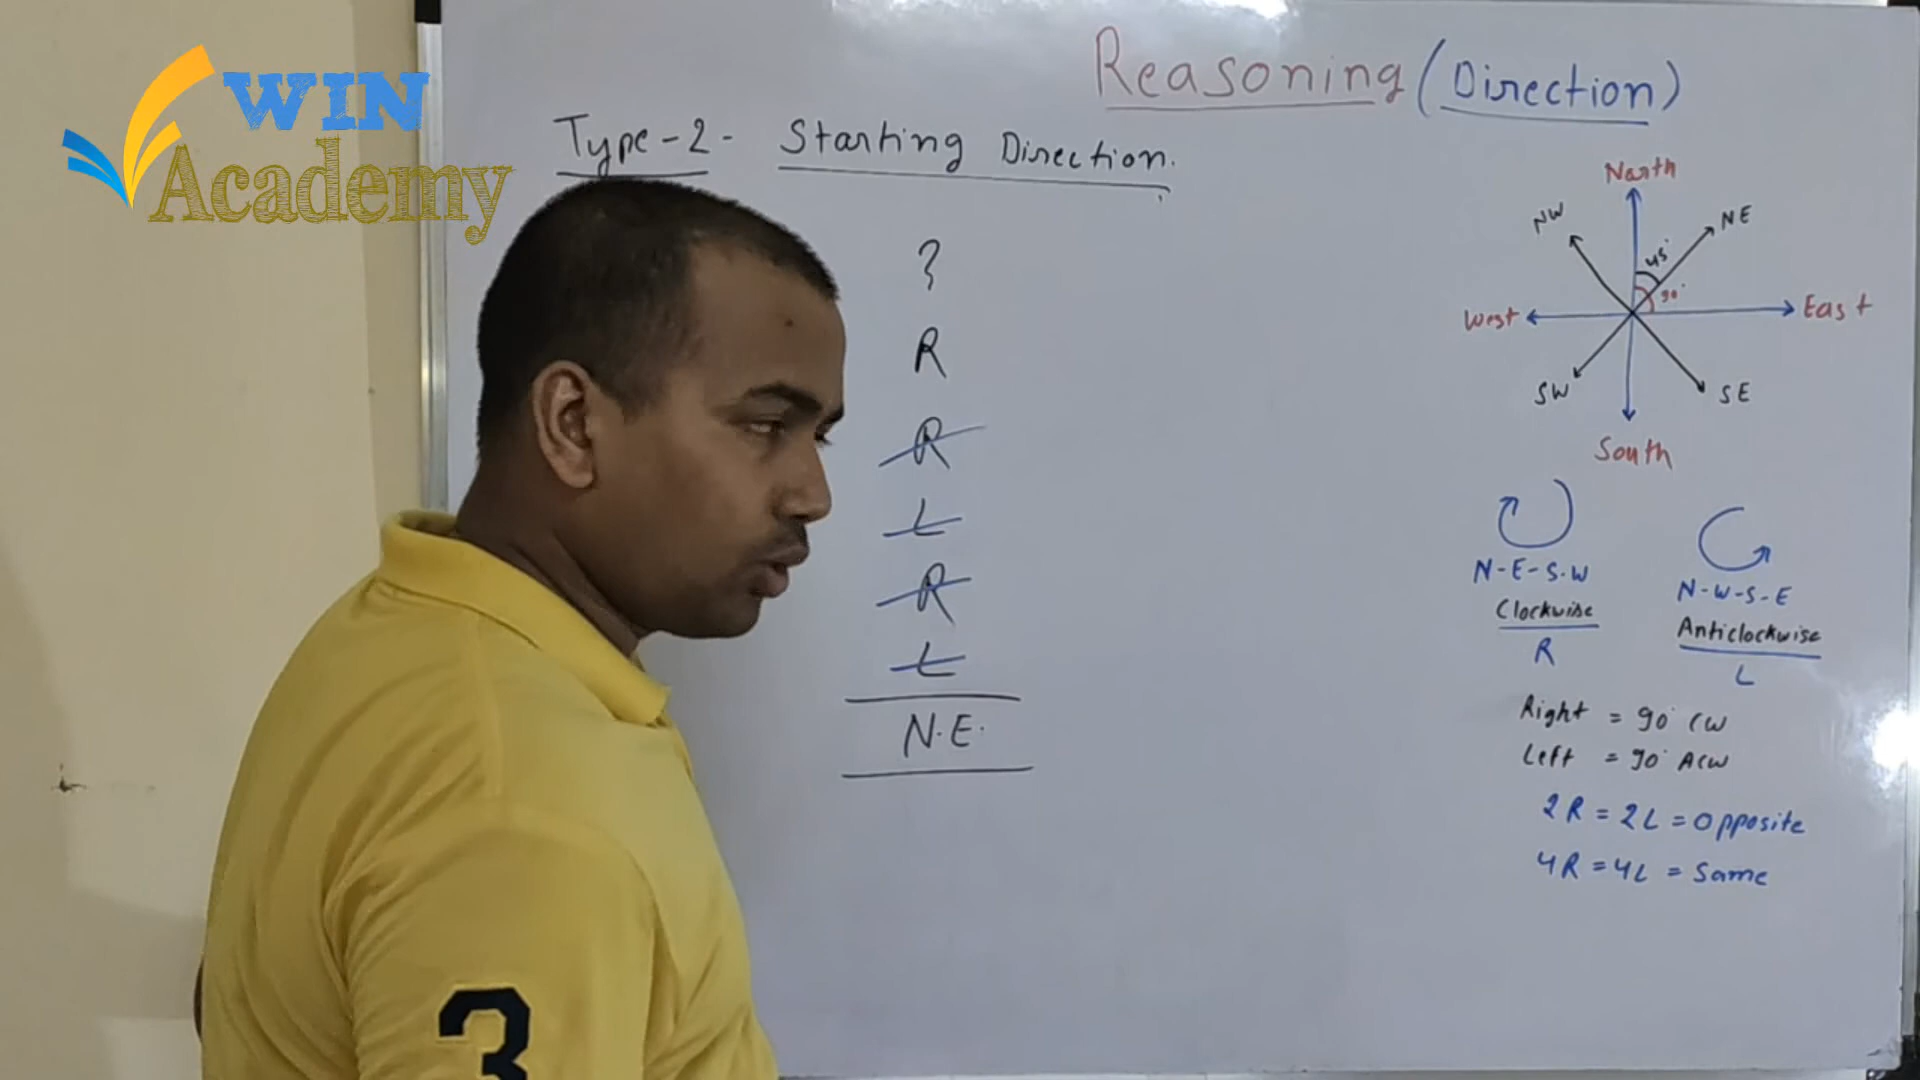 WIN
Academy
Reasoning (Direction)
Type-2- Starting Direction.
?
R
R
L
R
L
N.E.
North
NW
NE
45°
90°
West
East
SW
SE
South
N-E-S-W
Clockwise
R
N-W-S-E
Anticlockwise
L
Right = 90° CW
Left = 90° ACW
2R = 2L = Opposite
4R = 4L = Same
3